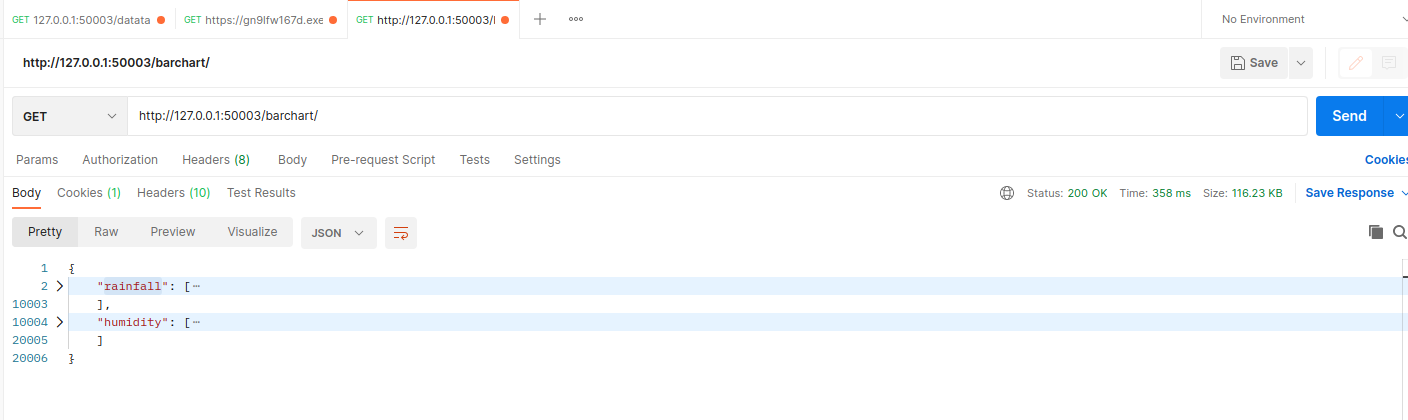 GET 127.0.0.1:50003/datata
GET https://gn9lfw167d.exe
GET http://127.0.0.1:50003/l
No Environment
http://127.0.0.1:50003/barchart/
Save
GET
http://127.0.0.1:50003/barchart/
Send
Params Authorization Headers (8) Body Pre-request Script Tests Settings Cookies
Body Cookies (1) Headers (10) Test Results Status: 200 OK Time: 358 ms Size: 116.23 KB Save Response
Pretty Raw Preview Visualize JSON
1 {
2 "rainfall": [
10003 ],
10004 "humidity": [
20005 ]
20006 }